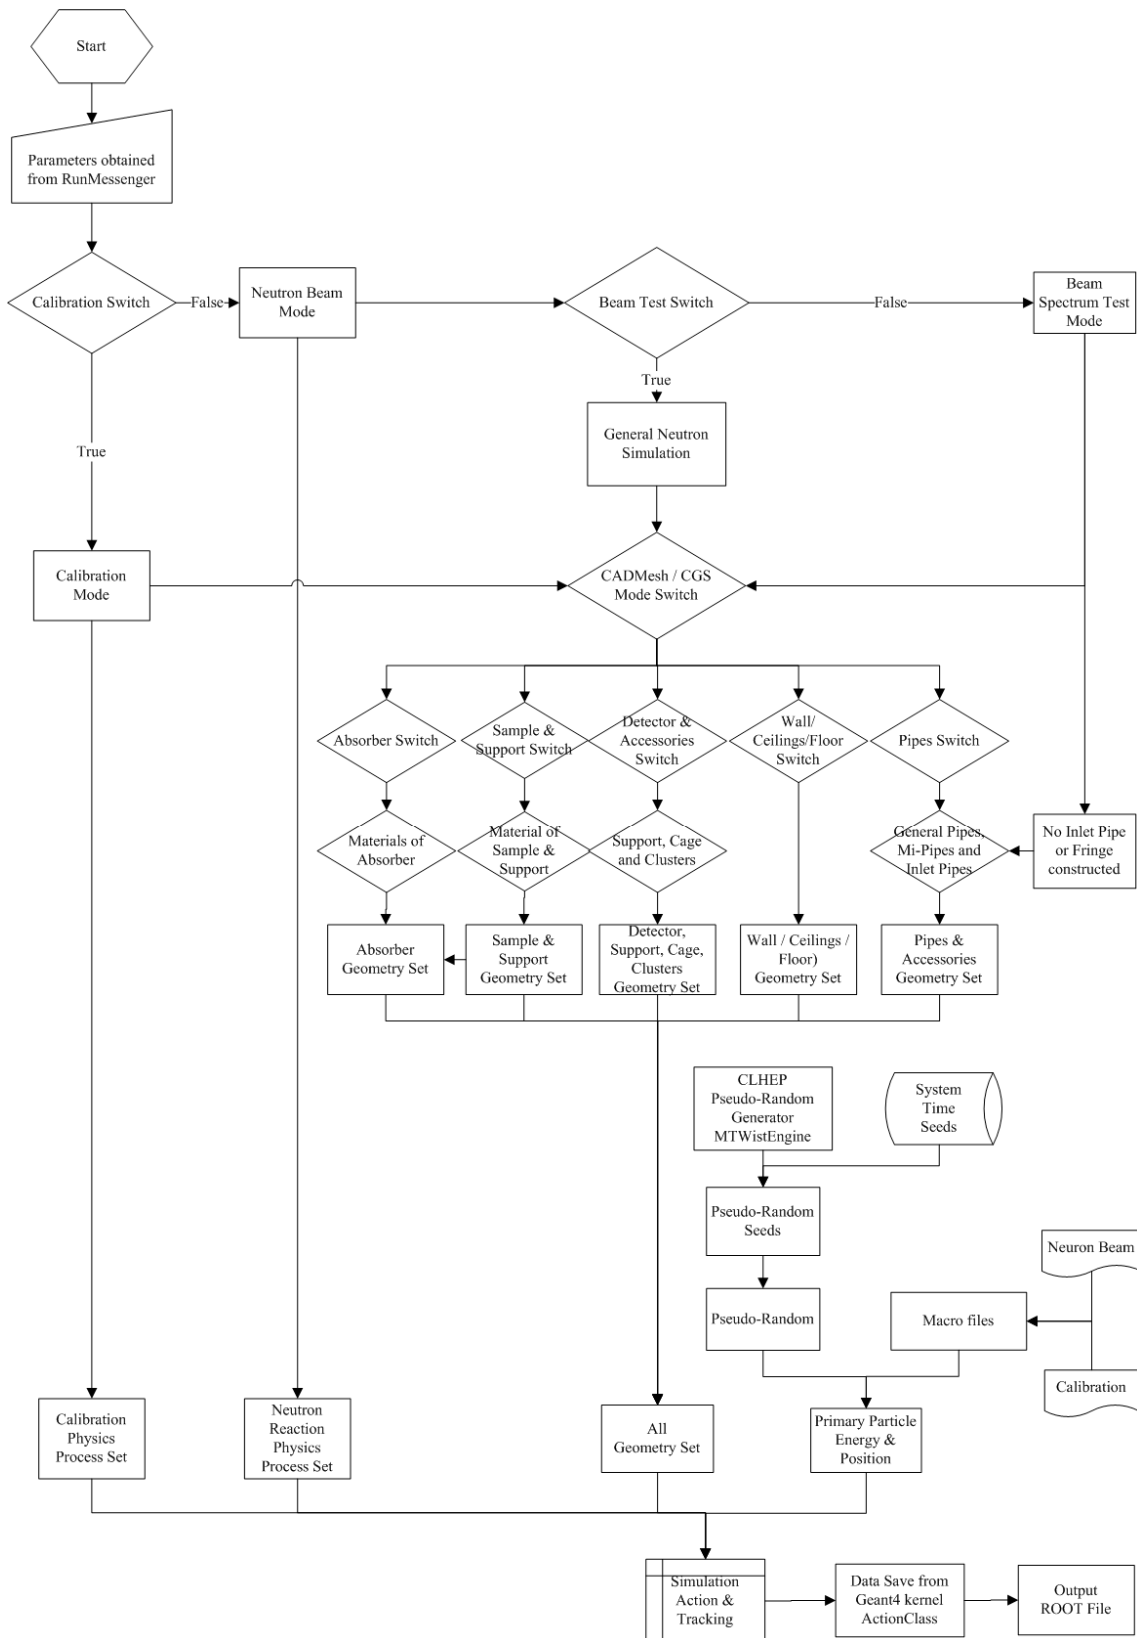 Start
Parameters obtained
from RunMessenger
Calibration Switch
False
Neutron Beam
Mode
Beam Test Switch
False
Beam
Spectrum Test
Mode
True
General Neutron
Simulation
True
Calibration
Mode
CADMesh / CGS
Mode Switch
Absorber Switch
Sample &
Support Switch
Detector &
Accessories
Switch
Wall/
Ceilings/Floor
Switch
Pipes Switch
Materials of
Absorber
Material of
Sample &
Support
Support, Cage
and Clusters
General Pipes,
Mi-Pipes and
Inlet Pipes
No Inlet Pipe
or Fringe
constructed
Absorber
Geometry Set
Sample &
Support
Geometry Set
Detector,
Support, Cage,
Clusters
Geometry Set
Wall / Ceilings /
Floor)
Geometry Set
Pipes &
Accessories
Geometry Set
CLHEP
Pseudo-Random
Generator
MTWistEngine
System
Time
Seeds
Pseudo-Random
Seeds
Neuron Beam
Pseudo-Random
Macro files
Calibration
Calibration
Physics
Process Set
Neutron
Reaction
Physics
Process Set
All
Geometry Set
Primary Particle
Energy &
Position
Simulation
Action &
Tracking
Data Save from
Geant4 kernel
ActionClass
Output
ROOT File